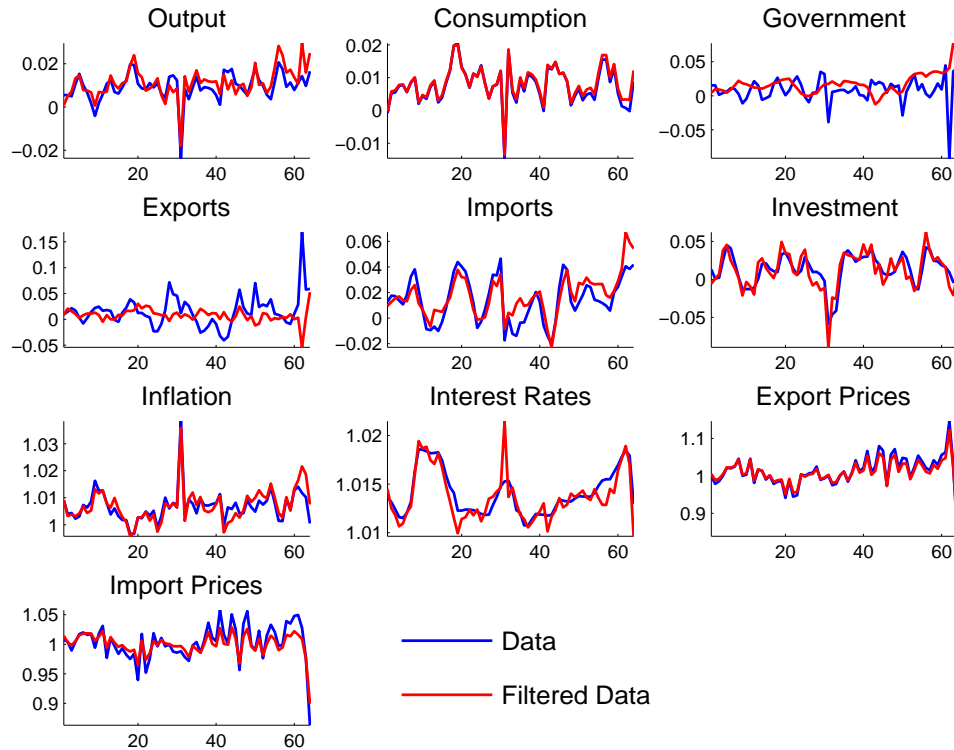 Output
0.02
0
−0.02
20 40 60
Consumption
0.02
0.01
0
−0.01
20 40 60
Government
0.05
0
−0.05
20 40 60
Exports
0.15
0.1
0.05
0
−0.05
20 40 60
Imports
0.06
0.04
0.02
0
−0.02
20 40 60
Investment
0.05
0
−0.05
20 40 60
Inflation
1.03
1.02
1.01
1
20 40 60
Interest Rates
1.02
1.015
1.01
20 40 60
Export Prices
1.1
1
0.9
20 40 60
Import Prices
1.05
1
0.95
0.9
20 40 60
Data
Filtered Data